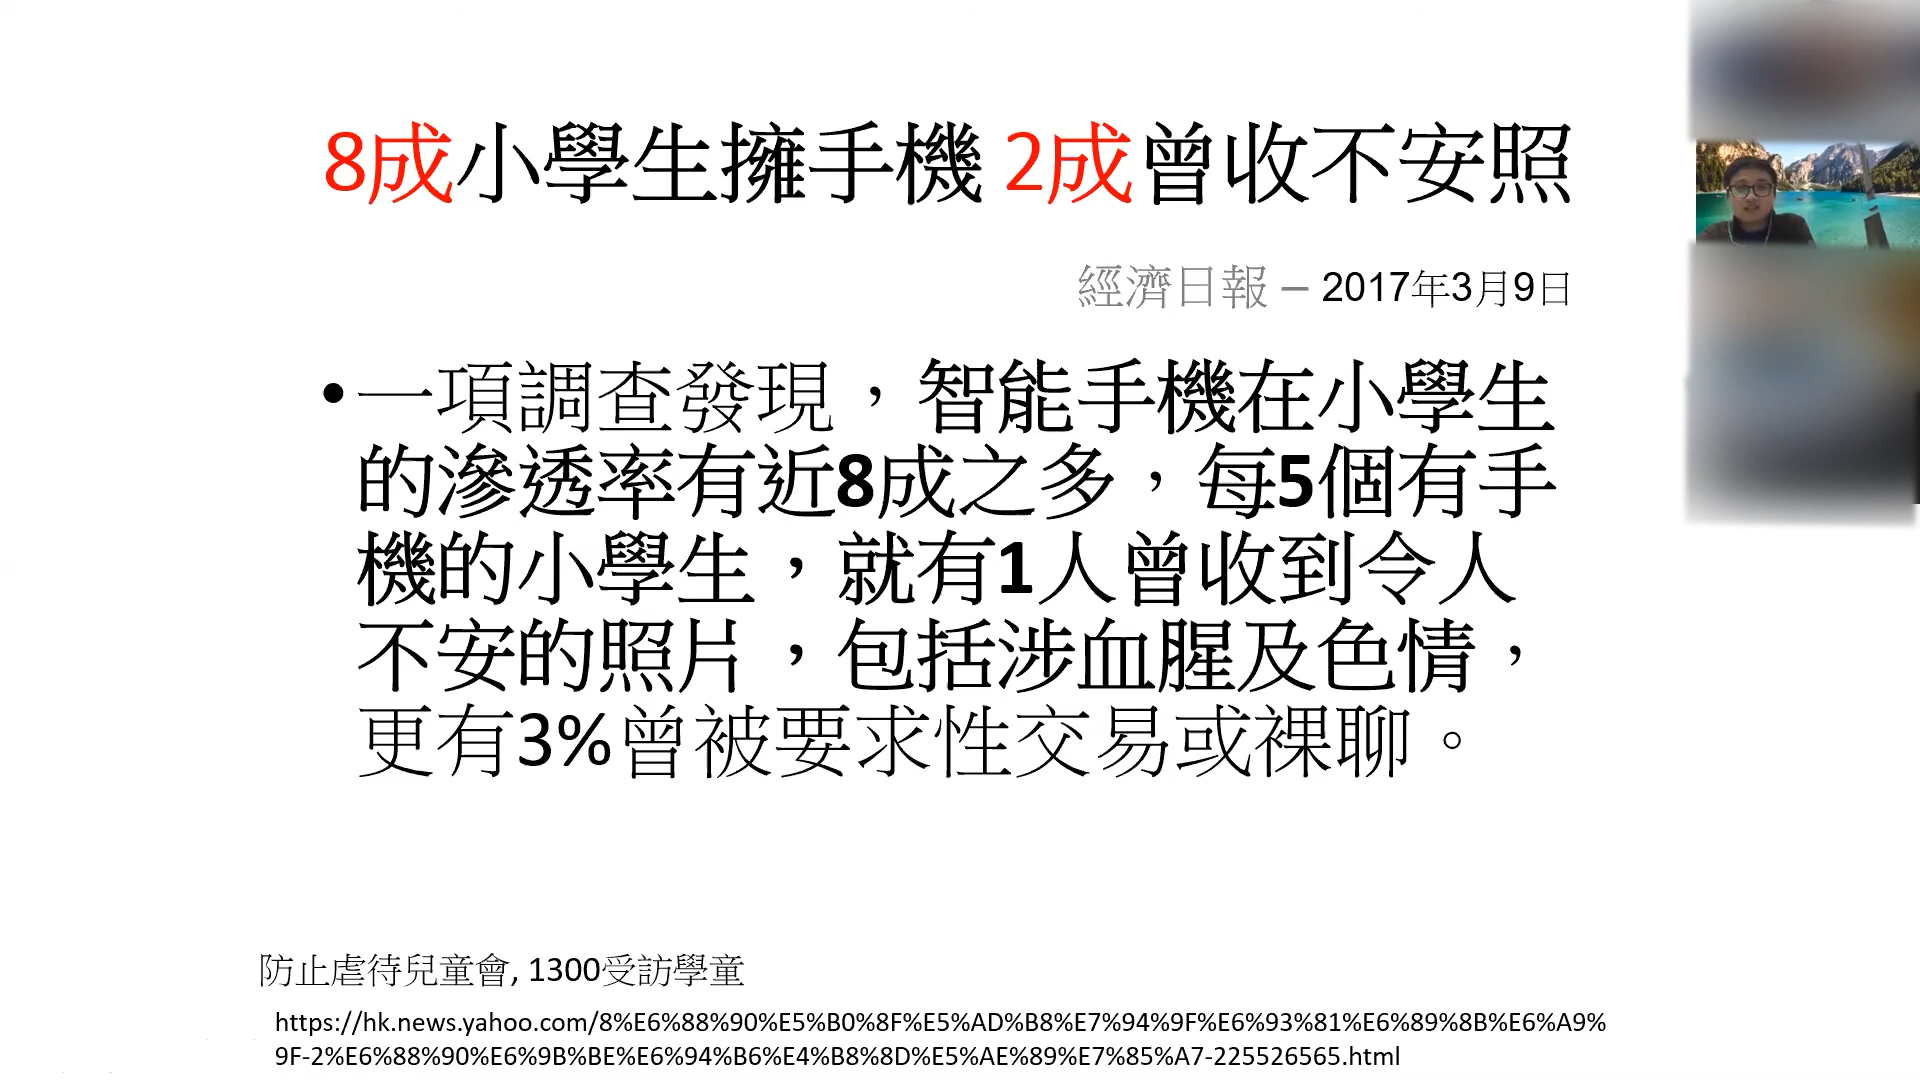 8成小學生擁手機 2成曾收不安照
經濟日報 – 2017年3月9日
•一項調查發現，智能手機在小學生
的滲透率有近8成之多，每5個有手
機的小學生，就有1人曾收到令人
不安的照片，包括涉血腥及色情，
更有3%曾被要求性交易或裸聊。
防止虐待兒童會, 1300受訪學童
https://hk.news.yahoo.com/8%E6%88%90%E5%B0%8F%E5%AD%B8%E7%94%9F%E6%93%81%E6%89%8B%E6%A9%
9F-2%E6%88%90%E6%9B%BE%E6%94%B6%E4%B8%8D%E5%AE%89%E7%85%A7-225526565.html